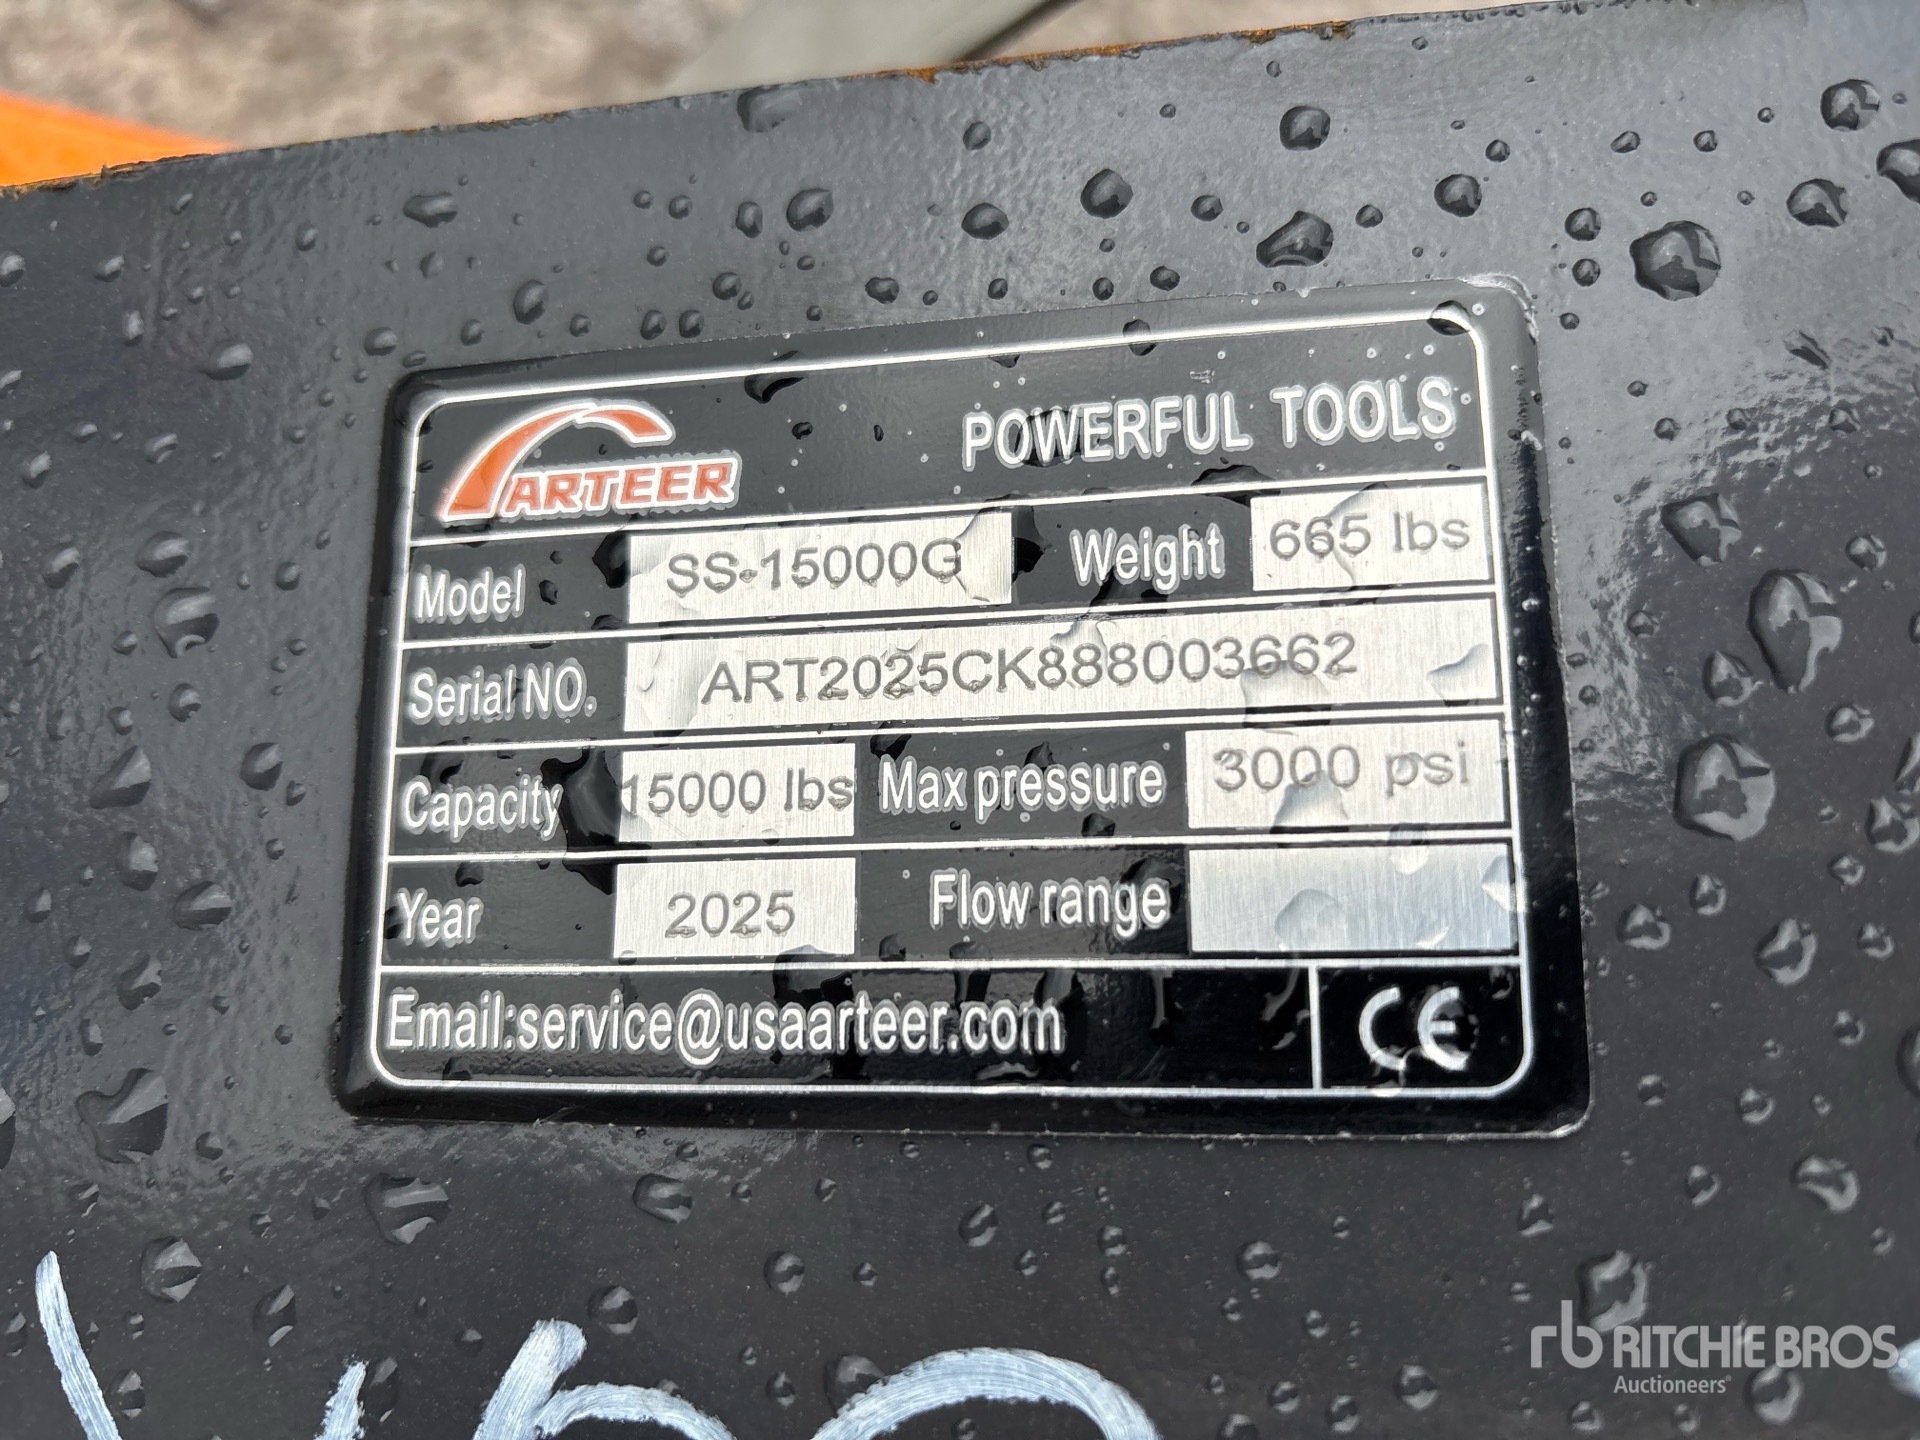 ARTEER POWERFUL TOOLS
Model SS-15000G Weight 665 lbs
Serial NO. ART2025CK888003662
Capacity 15000 lbs Max pressure 3000 psi
Year 2025 Flow range
Email:service@usaarteer.com CE
rb RITCHIE BROS.
Auctioneers